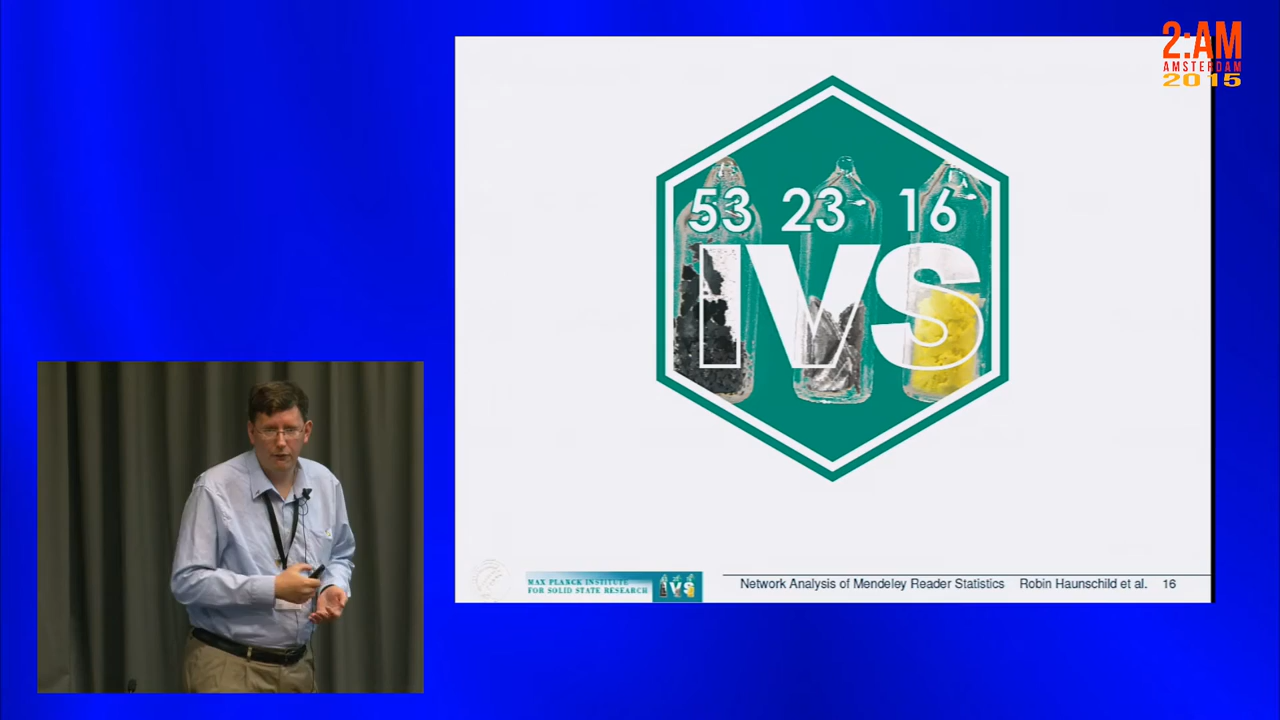 2:AM
AMSTERDAM
2015
53 23 16
IVS
MAX PLANCK INSTITUTE
FOR SOLID STATE RESEARCH
IVS
Network Analysis of Mendeley Reader Statistics Robin Haunschild et al. 16